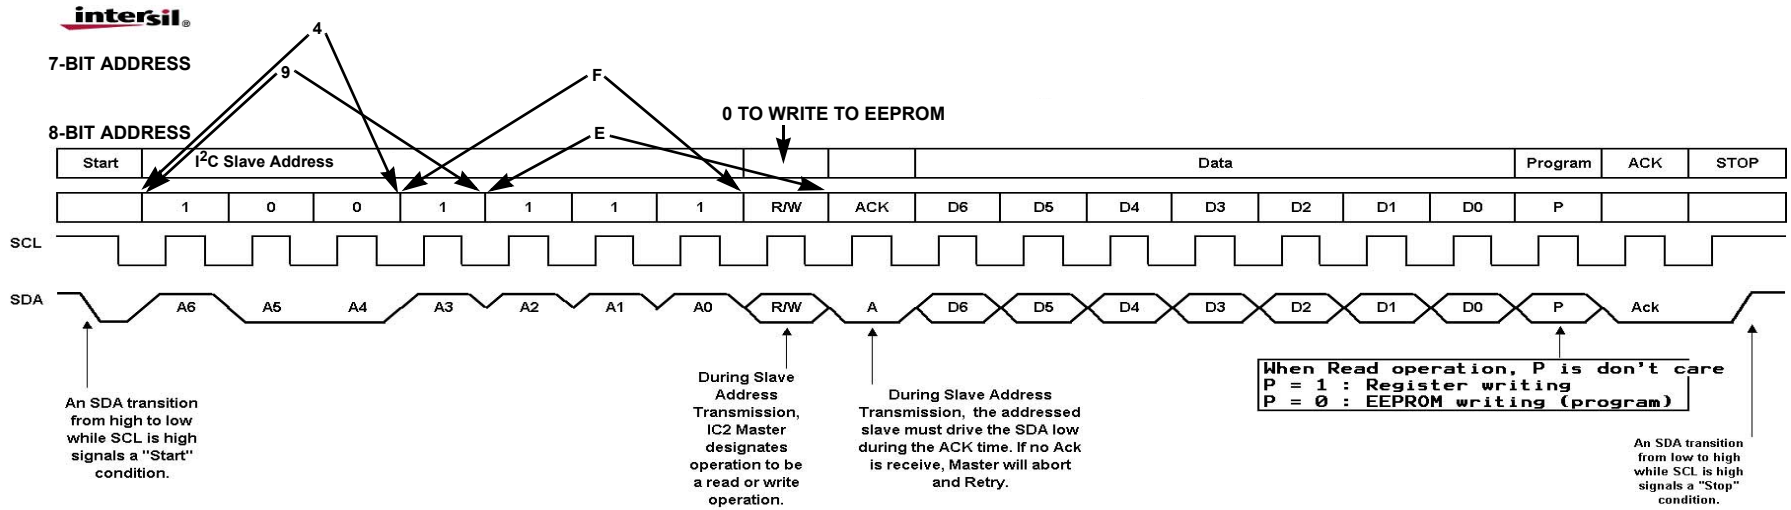 intersil®
4
7-BIT ADDRESS
9
F
0 TO WRITE TO EEPROM
8-BIT ADDRESS
E
Start I2C Slave Address Data Program ACK STOP
1 0 0 1 1 1 1 R/W ACK D6 D5 D4 D3 D2 D1 D0 P
SCL
SDA A6 A5 A4 A3 A2 A1 A0 R/W A D6 D5 D4 D3 D2 D1 D0 P Ack
An SDA transition
from high to low
while SCL is high
signals a "Start"
condition.
During Slave
Address
Transmission,
IC2 Master
designates
operation to be
a read or write
operation.
During Slave Address
Transmission, the addressed
slave must drive the SDA low
during the ACK time. If no Ack
is receive, Master will abort
and Retry.
When Read operation, P is don't care
P = 1 : Register writing
P = 0 : EEPROM writing (program)
An SDA transition
from low to high
while SCL is high
signals a "Stop"
condition.